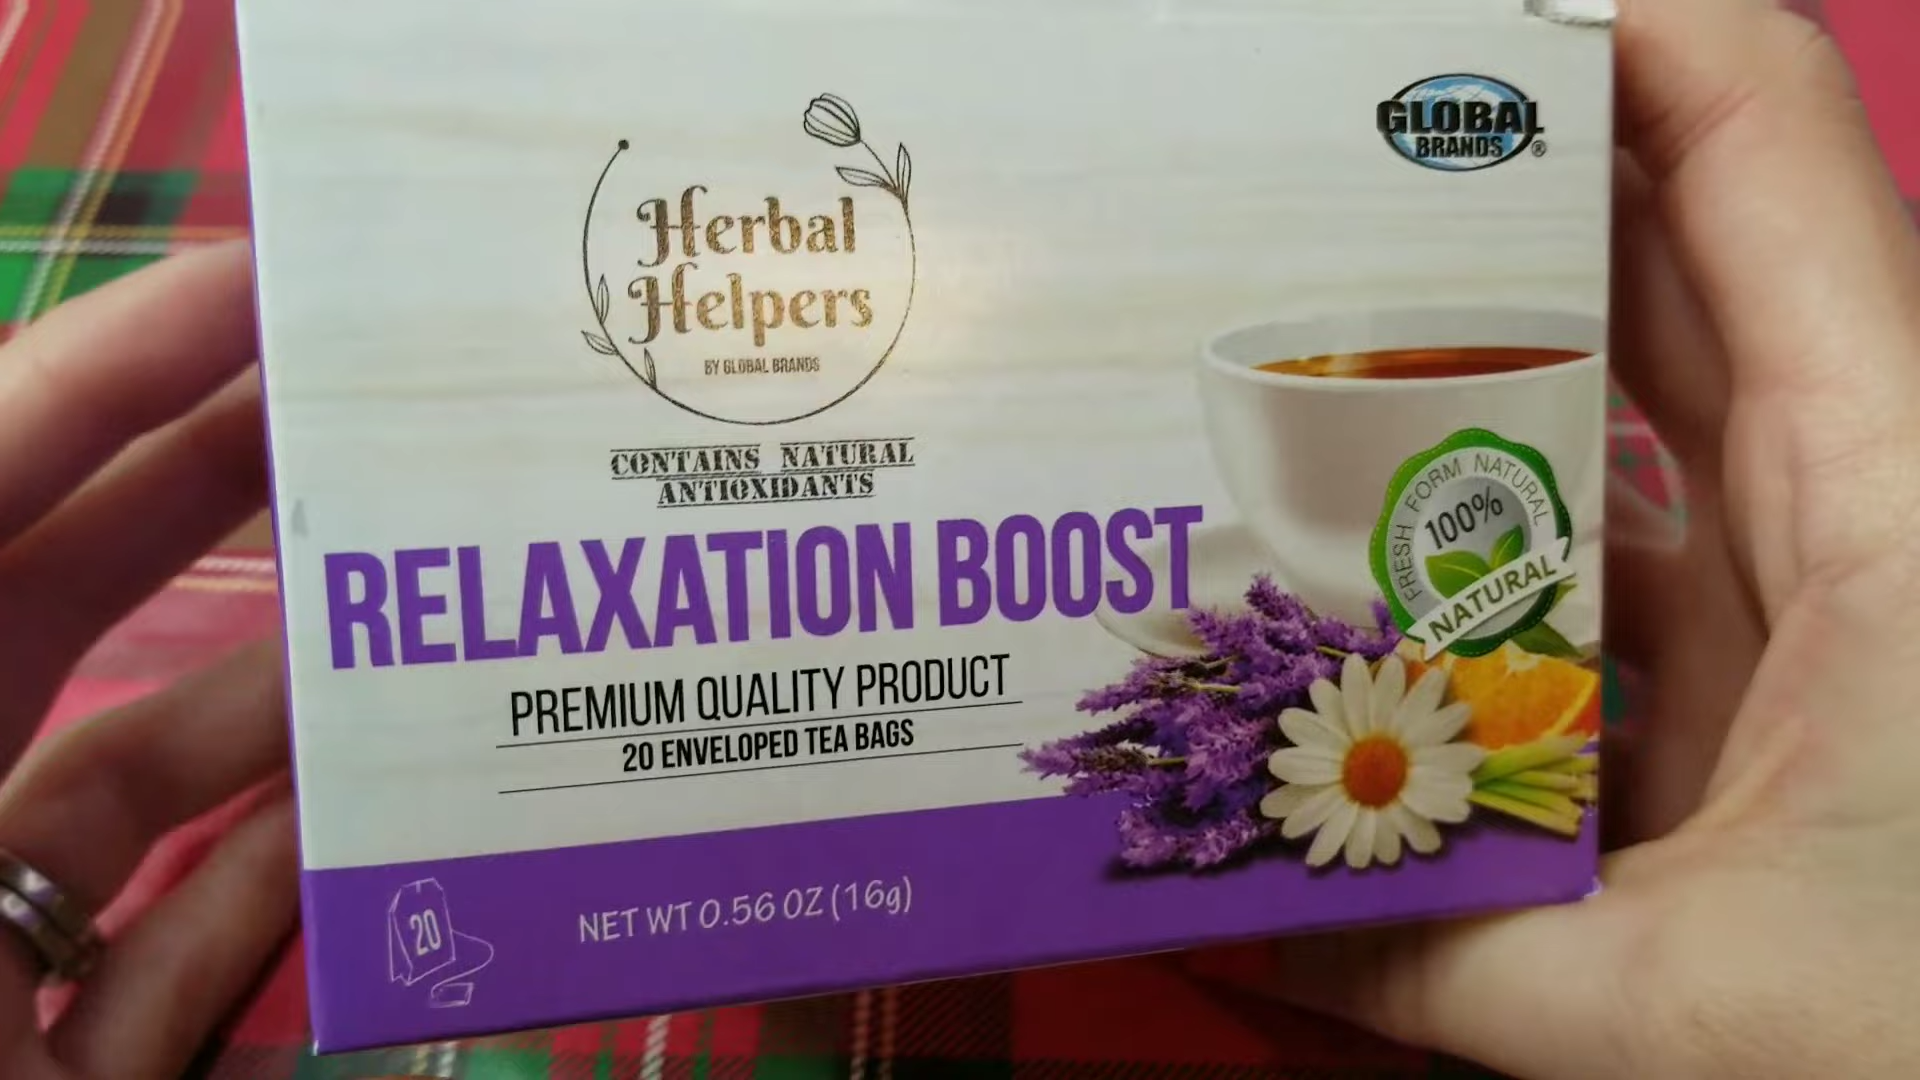 GLOBAL
BRANDS ®
Herbal
Helpers
BY GLOBAL BRANDS
CONTAINS NATURAL
ANTIOXIDANTS
RELAXATION BOOST
PREMIUM QUALITY PRODUCT
20 ENVELOPED TEA BAGS
FRESH FORM NATURAL
100%
NATURAL
20
NET WT 0.56 OZ (16g)